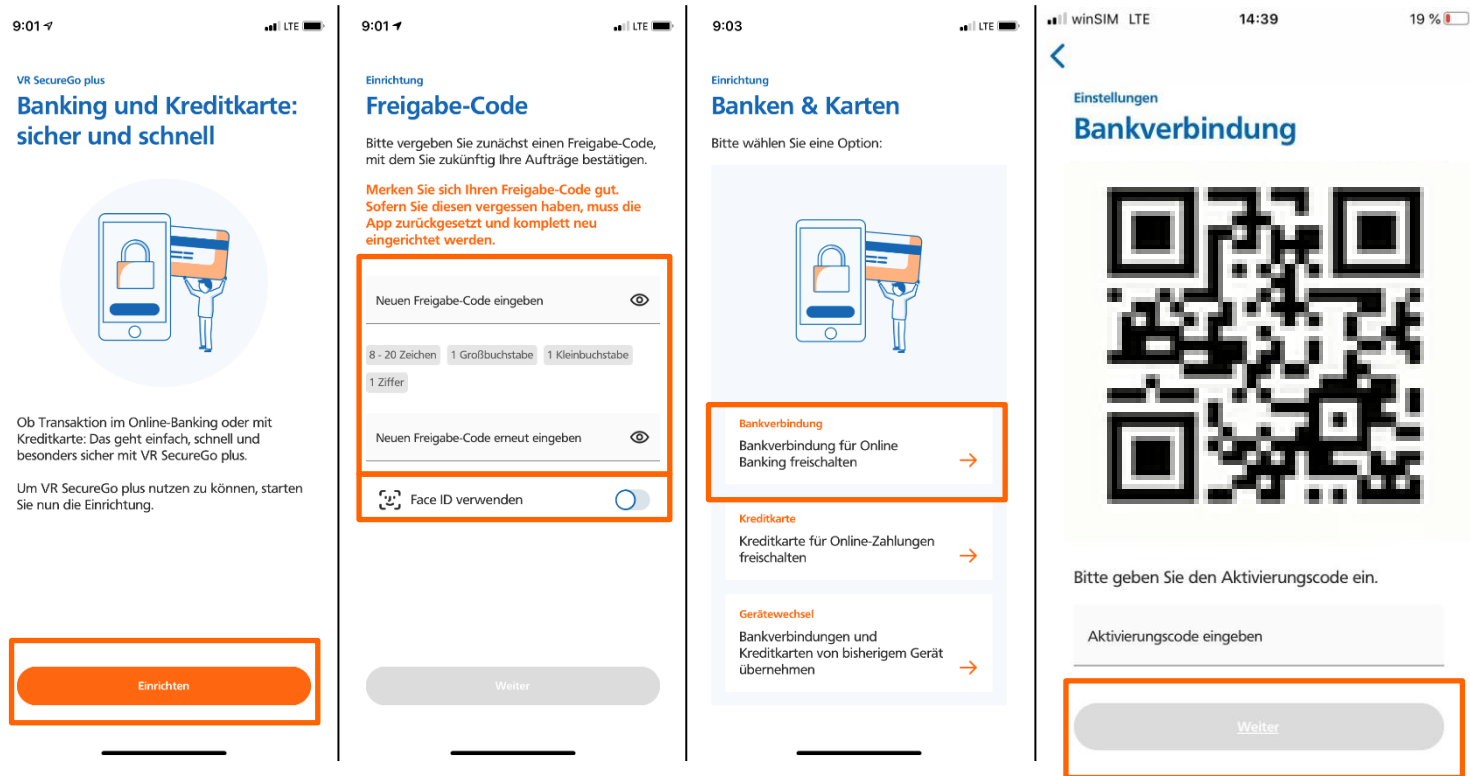 9:01
LTE
VR SecureGo plus
Banking und Kreditkarte:
sicher und schnell
Ob Transaktion im Online-Banking oder mit
Kreditkarte: Das geht einfach, schnell und
besonders sicher mit VR SecureGo plus.
Um VR SecureGo plus nutzen zu können, starten
Sie nun die Einrichtung.
Einrichten
9:01
LTE
Einrichtung
Freigabe-Code
Bitte vergeben Sie zunächst einen Freigabe-Code,
mit dem Sie zukünftig Ihre Aufträge bestätigen.
Merken Sie sich Ihren Freigabe-Code gut.
Sofern Sie diesen vergessen haben, muss die
App zurückgesetzt und komplett neu
eingerichtet werden.
Neuen Freigabe-Code eingeben
8 - 20 Zeichen 1 Großbuchstabe 1 Kleinbuchstabe
1 Ziffer
Neuen Freigabe-Code erneut eingeben
Face ID verwenden
Weiter
9:03
LTE
Einrichtung
Banken & Karten
Bitte wählen Sie eine Option:
Bankverbindung
Bankverbindung für Online
Banking freischalten
Kreditkarte
Kreditkarte für Online-Zahlungen
freischalten
Gerätewechsel
Bankverbindungen und
Kreditkarten von bisherigem Gerät
übernehmen
winSIM LTE 14:39 19 %
Einstellungen
Bankverbindung
Bitte geben Sie den Aktivierungscode ein.
Aktivierungscode eingeben
Weiter